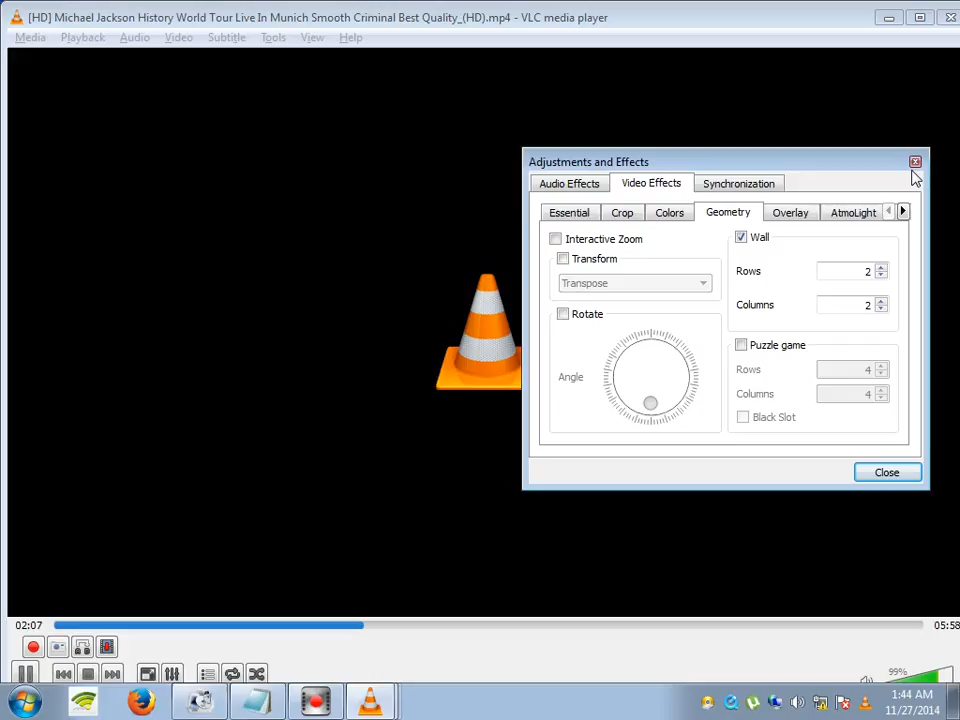 [HD] Michael Jackson History World Tour Live In Munich Smooth Criminal Best Quality_(HD).mp4 - VLC media player
Media Playback Audio Video Subtitle Tools View Help
Adjustments and Effects
Audio Effects Video Effects Synchronization
Essential Crop Colors Geometry Overlay AtmoLight
Interactive Zoom
Transform
Transpose
Rotate
Angle
Wall
Rows 2
Columns 2
Puzzle game
Rows 4
Columns 4
Black Slot
Close
02:07 05:58
99%
1:44 AM
11/27/2014